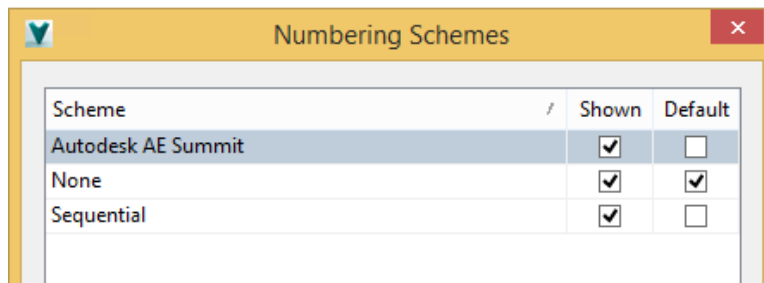 Numbering Schemes
Scheme Shown Default
Autodesk AE Summit
None
Sequential